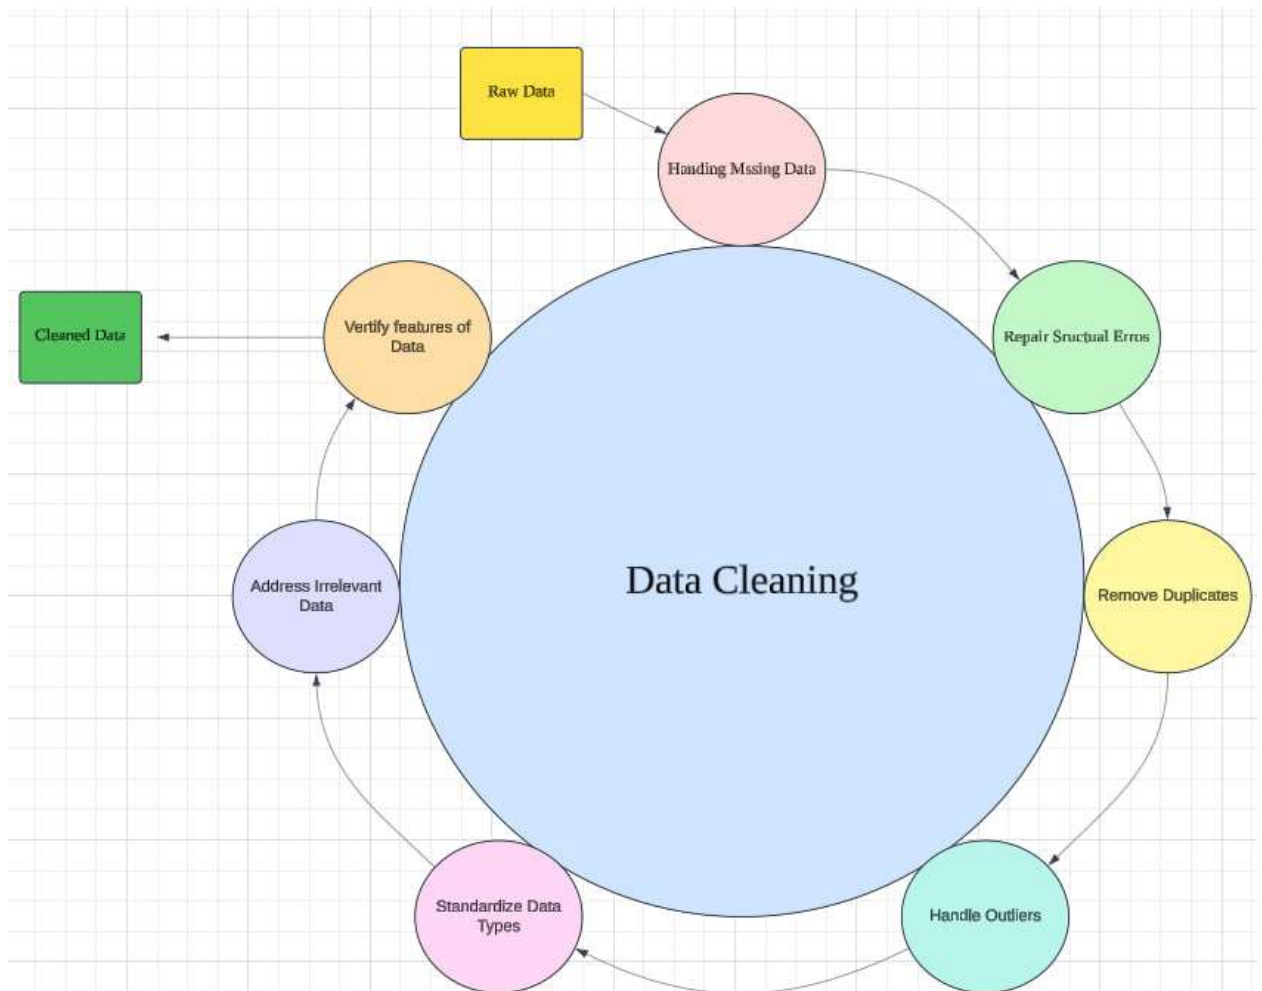 Raw Data
Handing Mssing Data
Repair Sructual Erros
Remove Duplicates
Handle Outliers
Standardize Data
Types
Address Irrelevant
Data
Vertify features of
Data
Cleaned Data
Data Cleaning